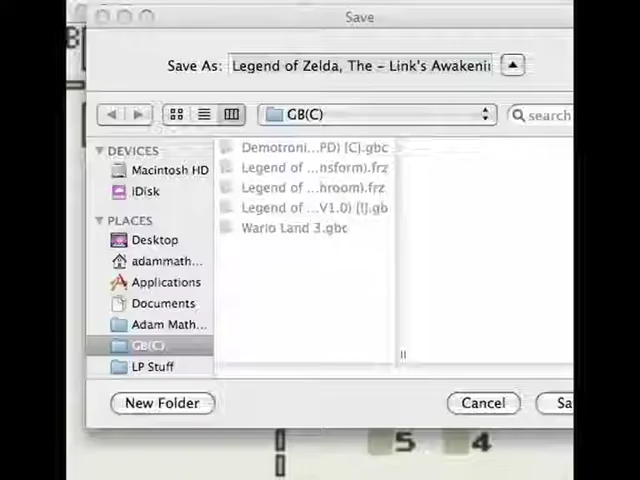 Save
Save As: Legend of Zelda, The - Link's Awakeni
GB(C)
search
DEVICES
Macintosh HD
iDisk
PLACES
Desktop
adammath...
Applications
Documents
Adam Math...
GB(C)
LP Stuff
Demotroni...PD) [C].gbc
Legend of ...nsform).frz
Legend of ...hroom).frz
Legend of ...V1.0) [!].gb
Wario Land 3.gbc
New Folder
Cancel
Sa
5 4